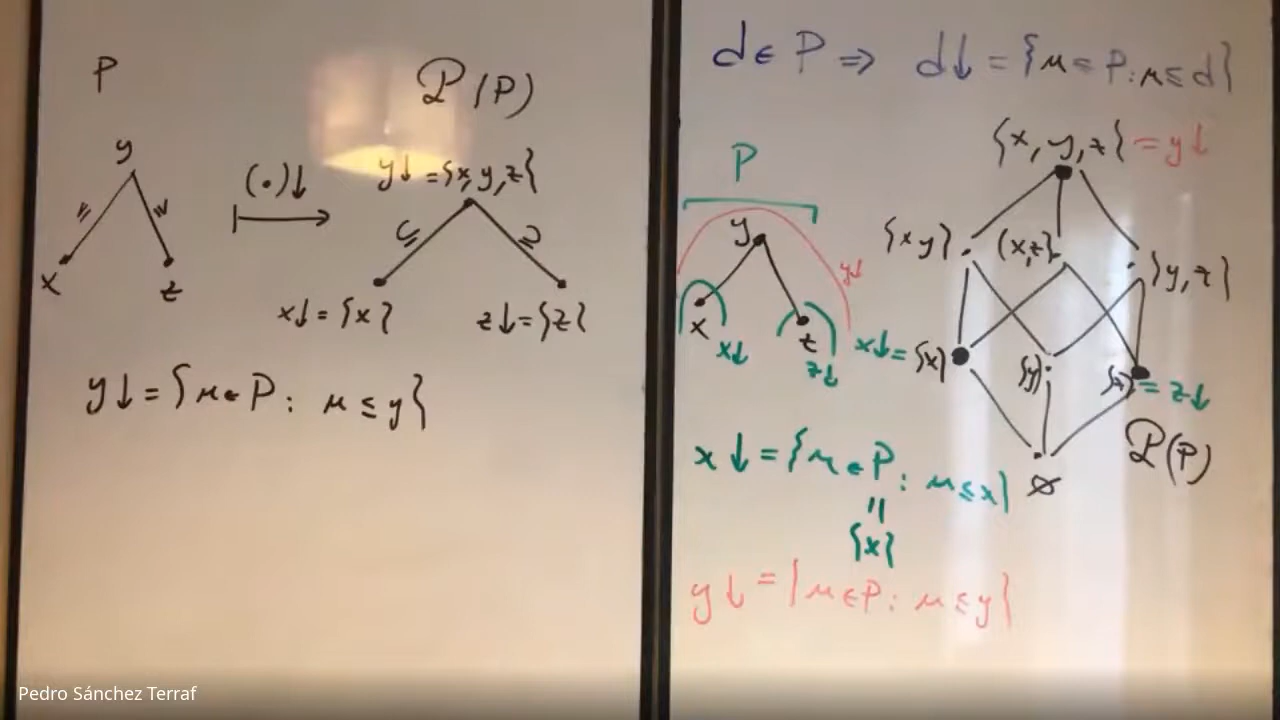 P
𝒫(P)
y
(•)↓
y↓ = {x,y,z}
≤
≥
⊆
⊇
x
z
x↓ = {x}
z↓ = {z}
y↓ = {u ∈ P : u ≤ y}
d ∈ P ⇒ d↓ = {u ∈ P : u ≤ d}
{x, y, z} = y↓
P
y
{x y}
{x,z}
{y, z}
y↓
x
x↓
z
z↓
x↓ = {x}
{y}
{z} = z↓
∅
𝒫(P)
x↓ = {u ∈ P : u ≤ x}
=
{x}
y↓ = {u ∈ P : u ≤ y}
Pedro Sánchez Terraf